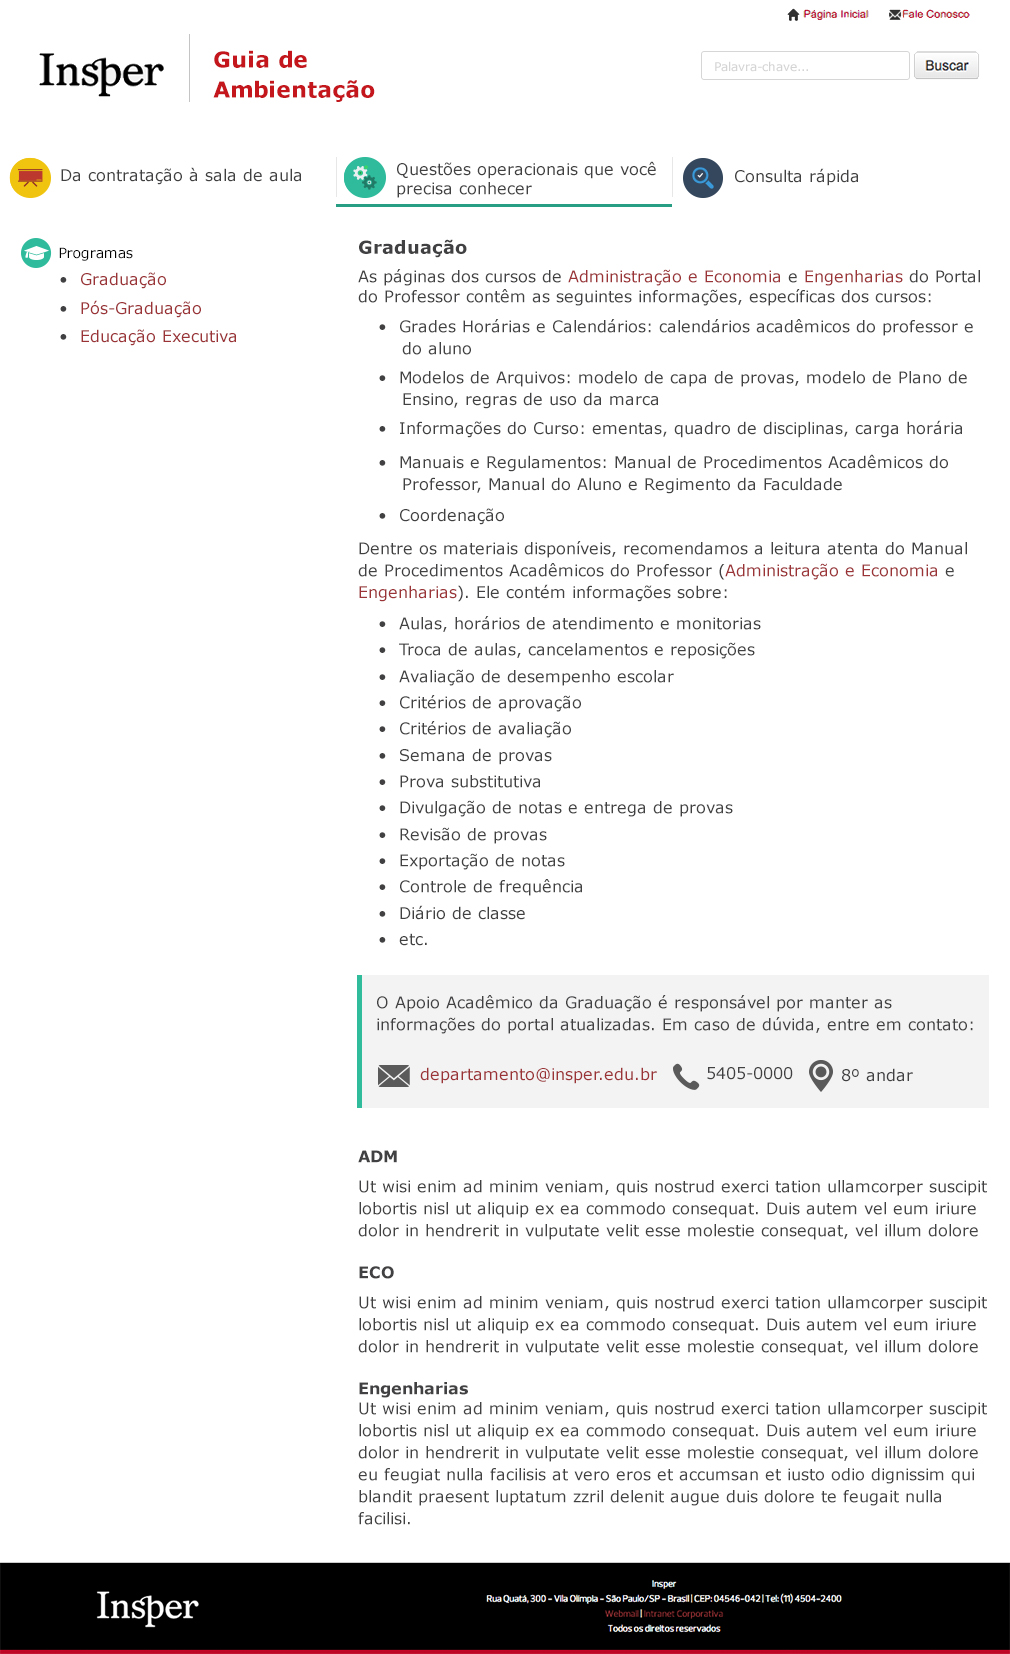 Página Inicial Fale Conosco
Insper
Guia de
Ambientação
Palavra-chave...
Buscar
Da contratação à sala de aula
Questões operacionais que você
precisa conhecer
Consulta rápida
Programas
• Graduação
• Pós-Graduação
• Educação Executiva
Graduação
As páginas dos cursos de Administração e Economia e Engenharias do Portal
do Professor contêm as seguintes informações, específicas dos cursos:
• Grades Horárias e Calendários: calendários acadêmicos do professor e
do aluno
• Modelos de Arquivos: modelo de capa de provas, modelo de Plano de
Ensino, regras de uso da marca
• Informações do Curso: ementas, quadro de disciplinas, carga horária
• Manuais e Regulamentos: Manual de Procedimentos Acadêmicos do
Professor, Manual do Aluno e Regimento da Faculdade
• Coordenação
Dentre os materiais disponíveis, recomendamos a leitura atenta do Manual
de Procedimentos Acadêmicos do Professor (Administração e Economia e
Engenharias). Ele contém informações sobre:
• Aulas, horários de atendimento e monitorias
• Troca de aulas, cancelamentos e reposições
• Avaliação de desempenho escolar
• Critérios de aprovação
• Critérios de avaliação
• Semana de provas
• Prova substitutiva
• Divulgação de notas e entrega de provas
• Revisão de provas
• Exportação de notas
• Controle de frequência
• Diário de classe
• etc.
O Apoio Acadêmico da Graduação é responsável por manter as
informações do portal atualizadas. Em caso de dúvida, entre em contato:
departamento@insper.edu.br 5405-0000 8º andar
ADM
Ut wisi enim ad minim veniam, quis nostrud exerci tation ullamcorper suscipit
lobortis nisl ut aliquip ex ea commodo consequat. Duis autem vel eum iriure
dolor in hendrerit in vulputate velit esse molestie consequat, vel illum dolore
ECO
Ut wisi enim ad minim veniam, quis nostrud exerci tation ullamcorper suscipit
lobortis nisl ut aliquip ex ea commodo consequat. Duis autem vel eum iriure
dolor in hendrerit in vulputate velit esse molestie consequat, vel illum dolore
Engenharias
Ut wisi enim ad minim veniam, quis nostrud exerci tation ullamcorper suscipit
lobortis nisl ut aliquip ex ea commodo consequat. Duis autem vel eum iriure
dolor in hendrerit in vulputate velit esse molestie consequat, vel illum dolore
eu feugiat nulla facilisis at vero eros et accumsan et iusto odio dignissim qui
blandit praesent luptatum zzril delenit augue duis dolore te feugait nulla
facilisi.
Insper
Insper
Rua Quatá, 300 - Vila Olímpia - São Paulo/SP - Brasil | CEP: 04546-042 | Tel: (11) 4504-2400
Webmail | Intranet Corporativa
Todos os direitos reservados